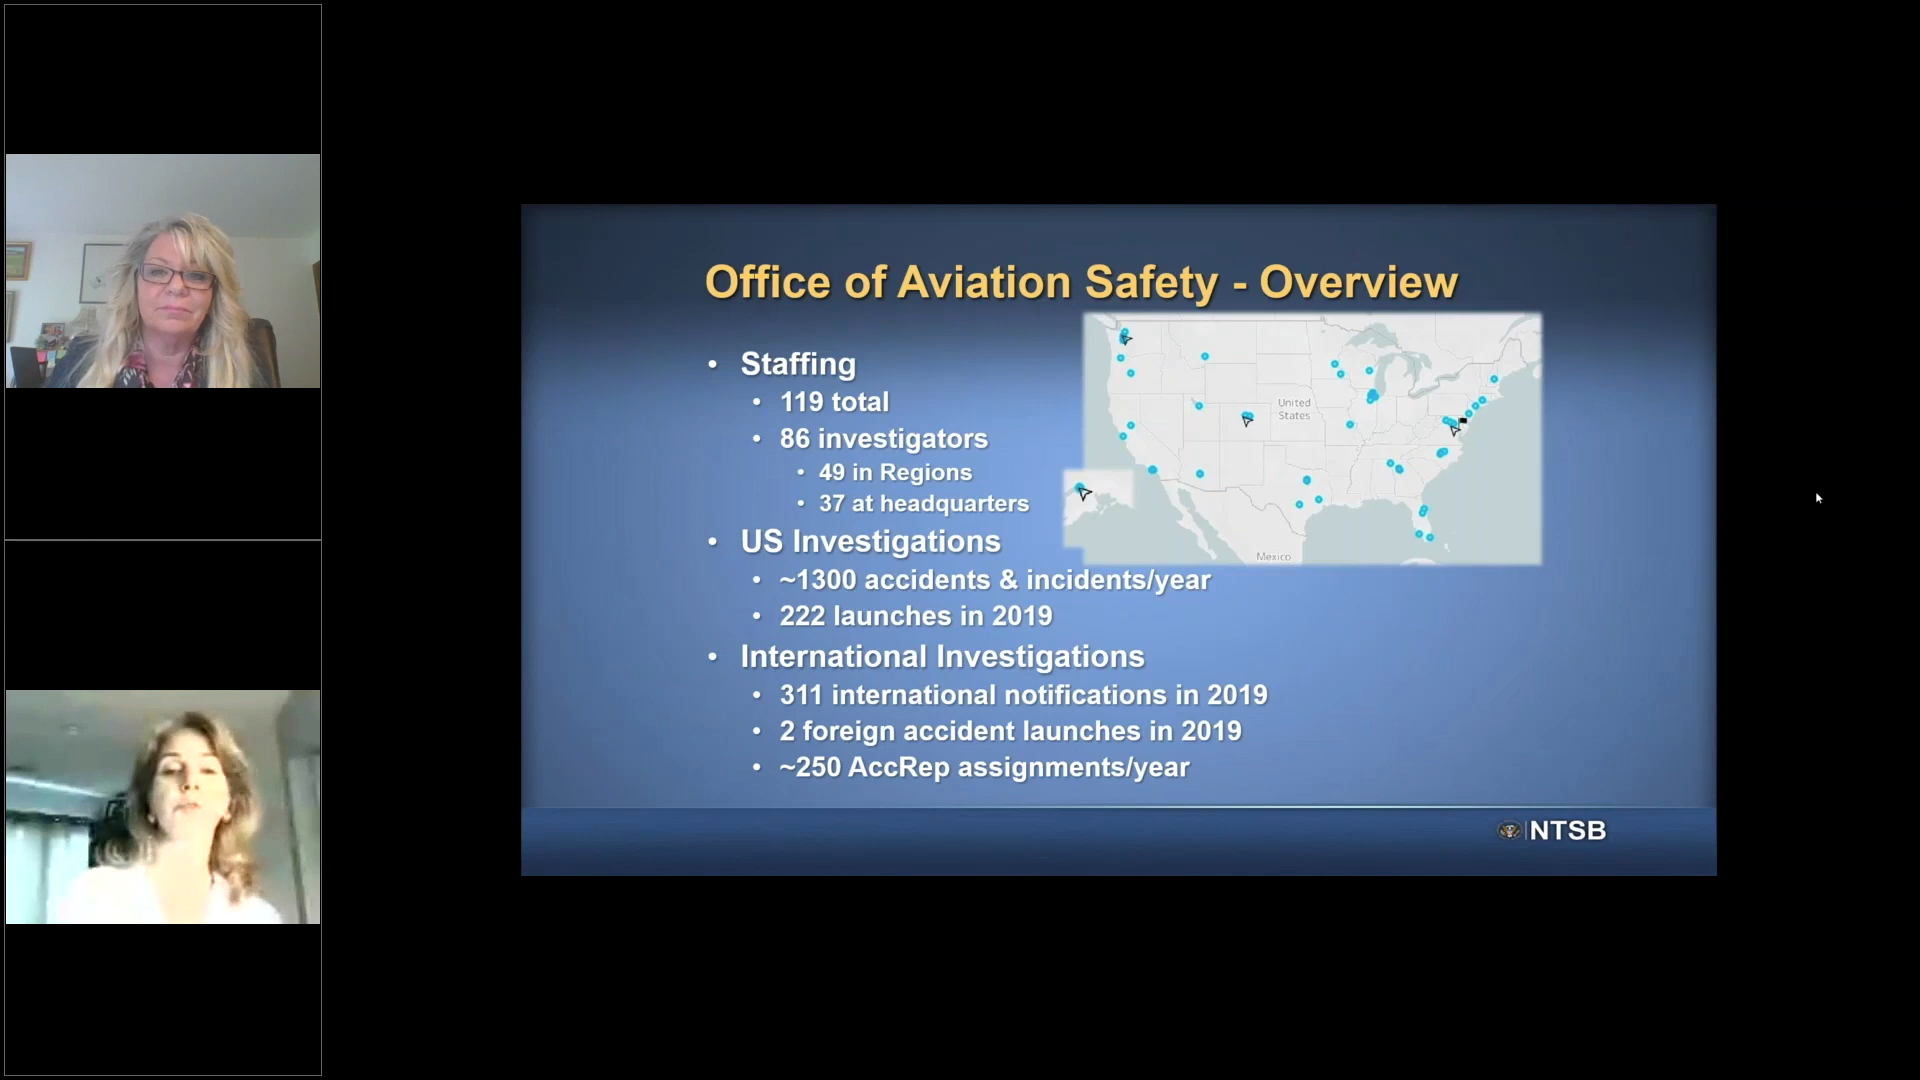 Office of Aviation Safety - Overview
• Staffing
• 119 total
• 86 investigators
• 49 in Regions
• 37 at headquarters
• US Investigations
• ~1300 accidents & incidents/year
• 222 launches in 2019
• International Investigations
• 311 international notifications in 2019
• 2 foreign accident launches in 2019
• ~250 AccRep assignments/year
United
States
Mexico
NTSB